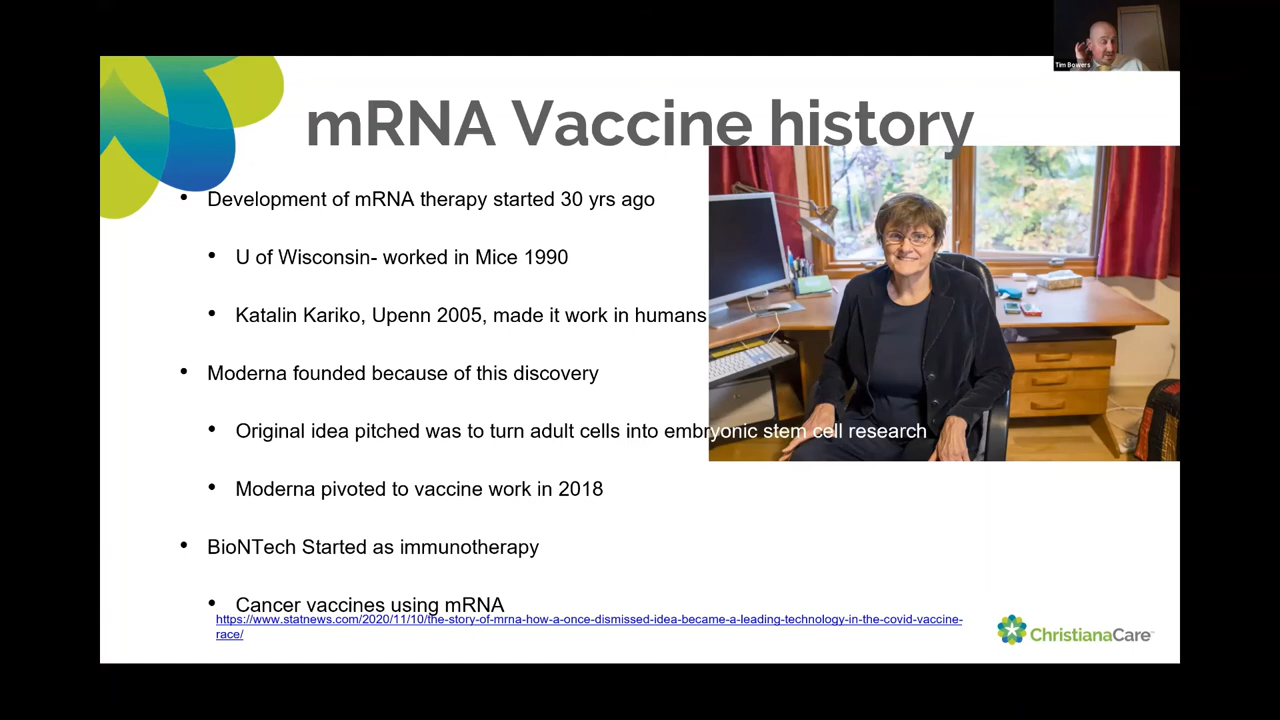 Tim Bowers
mRNA Vaccine history
• Development of mRNA therapy started 30 yrs ago
• U of Wisconsin- worked in Mice 1990
• Katalin Kariko, Upenn 2005, made it work in humans
• Moderna founded because of this discovery
• Original idea pitched was to turn adult cells into embryonic stem cell research
• Moderna pivoted to vaccine work in 2018
• BioNTech Started as immunotherapy
• Cancer vaccines using mRNA
https://www.statnews.com/2020/11/10/the-story-of-mrna-how-a-once-dismissed-idea-became-a-leading-technology-in-the-covid-vaccine-
race/
ChristianaCare